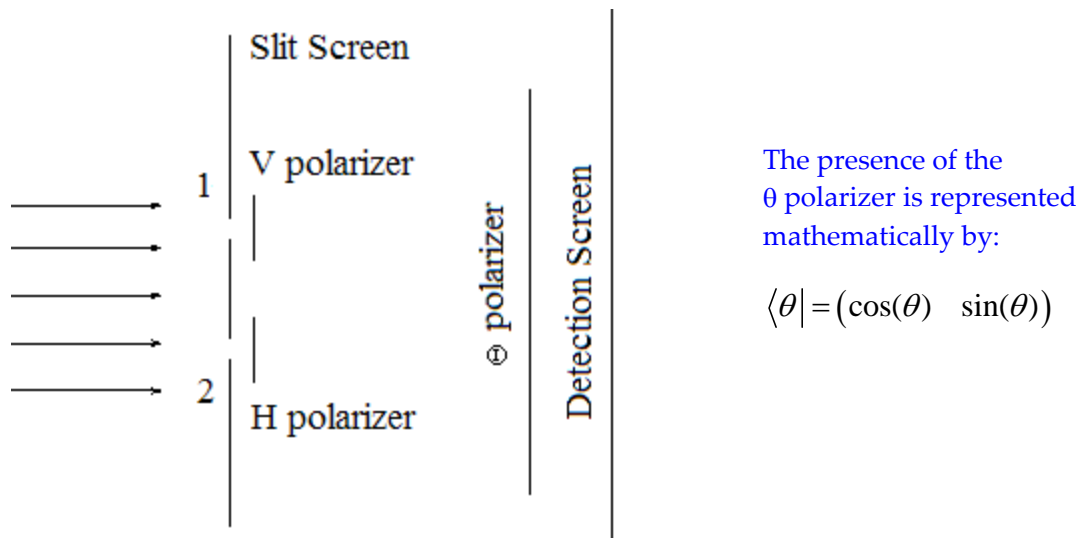 Slit Screen
V polarizer
1
2
H polarizer
Θ polarizer
Detection Screen
The presence of the
θ polarizer is represented
mathematically by:
⟨θ| = (cos(θ) sin(θ))